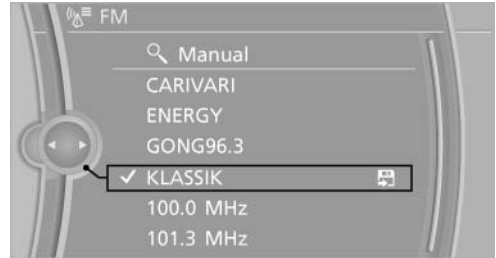 FM
Manual
CARIVARI
ENERGY
GONG96.3
KLASSIK
100.0 MHz
101.3 MHz